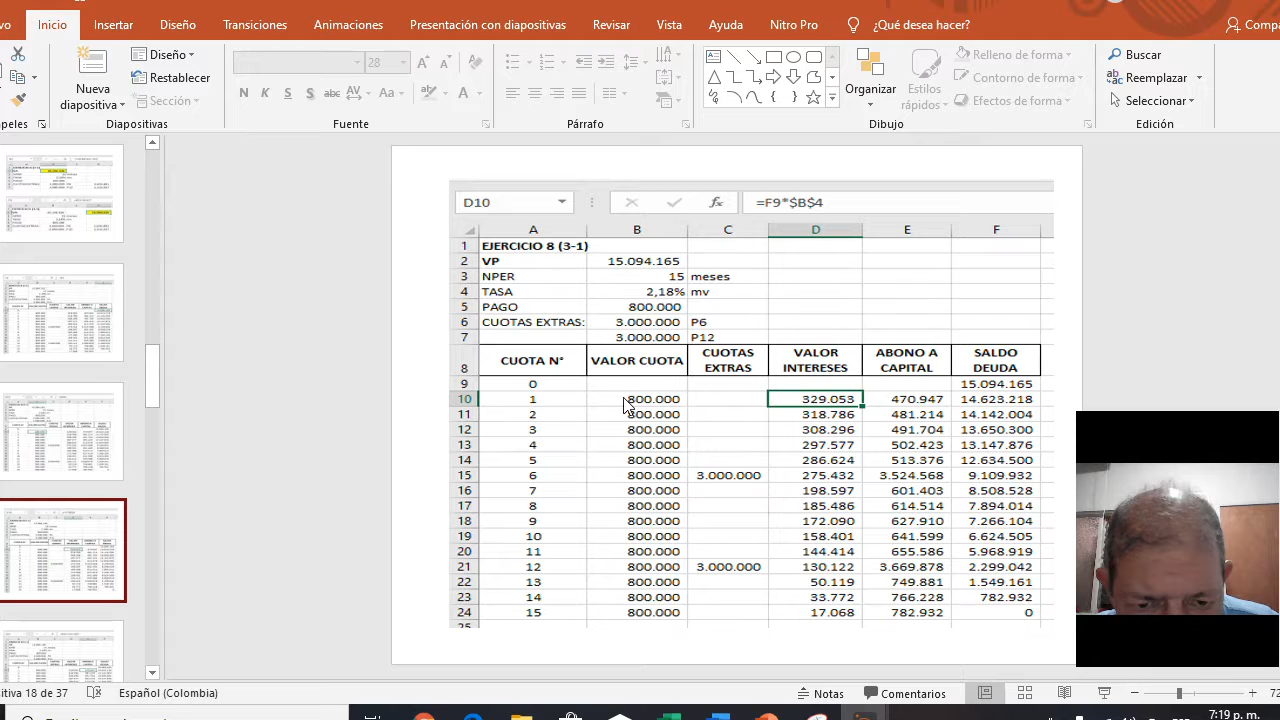 Inicio Insertar Diseño Transiciones Animaciones Presentación con diapositivas Revisar Vista Ayuda Nitro Pro ¿Qué desea hacer?
Diseño
Restablecer
Sección
Nueva
diapositiva
28
Organizar
Estilos
rápidos
Relleno de forma
Contorno de forma
Efectos de forma
Buscar
Reemplazar
Seleccionar
Diapositivas Fuente Párrafo Dibujo Edición
D10 fx =F9*$B$4
A B C D E F
1 EJERCICIO 8 (3-1)
2 VP 15.094.165
3 NPER 15 meses
4 TASA 2,18% mv
5 PAGO 800.000
6 CUOTAS EXTRAS: 3.000.000 P6
7 3.000.000 P12
8 CUOTA N° VALOR CUOTA CUOTAS EXTRAS VALOR INTERESES ABONO A CAPITAL SALDO DEUDA
9 0 15.094.165
10 1 800.000 329.053 470.947 14.623.218
11 2 800.000 318.786 481.214 14.142.004
12 3 800.000 308.296 491.704 13.650.300
13 4 800.000 297.577 502.423 13.147.876
14 5 800.000 286.624 513.376 12.634.500
15 6 800.000 3.000.000 275.432 3.524.568 9.109.932
16 7 800.000 198.597 601.403 8.508.528
17 8 800.000 185.486 614.514 7.894.014
18 9 800.000 172.090 627.910 7.266.104
19 10 800.000 158.401 641.599 6.624.505
20 11 800.000 144.414 655.586 5.968.919
21 12 800.000 3.000.000 130.122 3.669.878 2.299.042
22 13 800.000 50.119 749.881 1.549.161
23 14 800.000 33.772 766.228 782.932
24 15 800.000 17.068 782.932 0
18 de 37 Español (Colombia) Notas Comentarios
7:19 p. m.